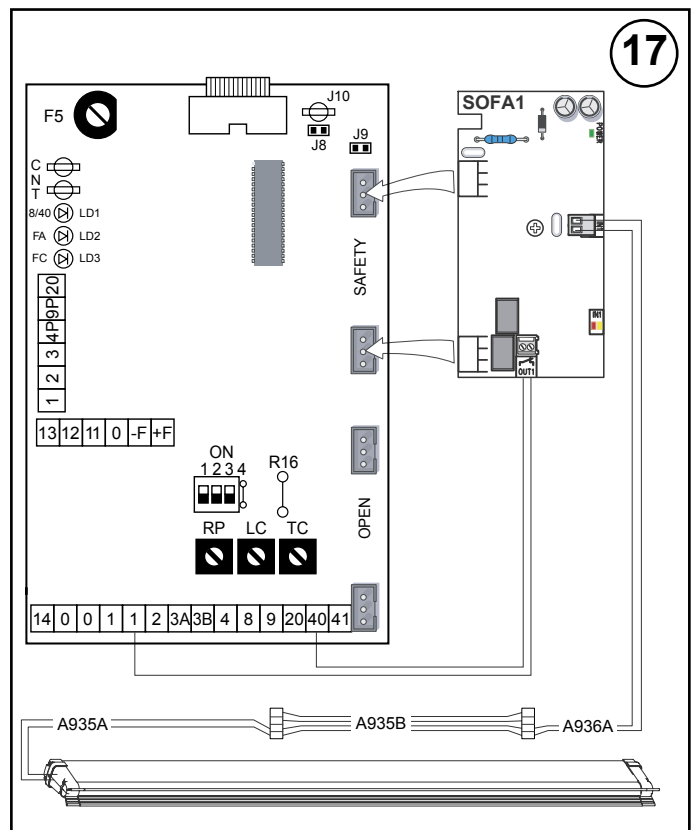 17
F5
J10
J8
J9
SOFA1
POWER
C
N
T
8/40 LD1
FA LD2
FC LD3
SAFETY
IN1
IN1
OUT1
1 2 3 4P 9P 20
13 12 11 0 -F +F
ON
1 2 3 4
R16
RP LC TC
OPEN
14 0 0 1 1 2 3A 3B 4 8 9 20 40 41
A935A
A935B
A936A